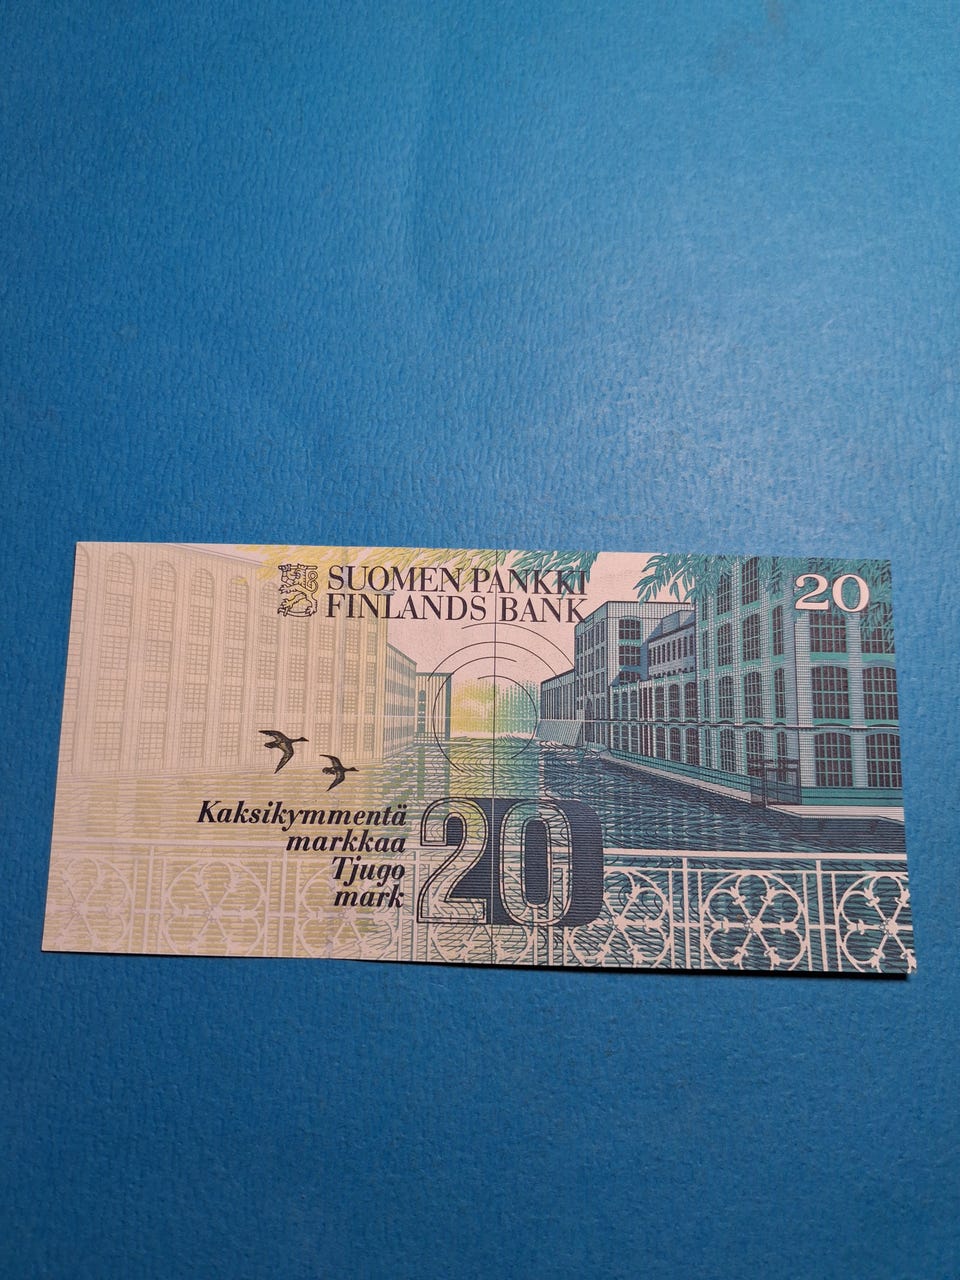 SUOMEN PANKKI
FINLANDS BANK
20
Kaksikymmentä
markkaa
Tjugo
mark
20